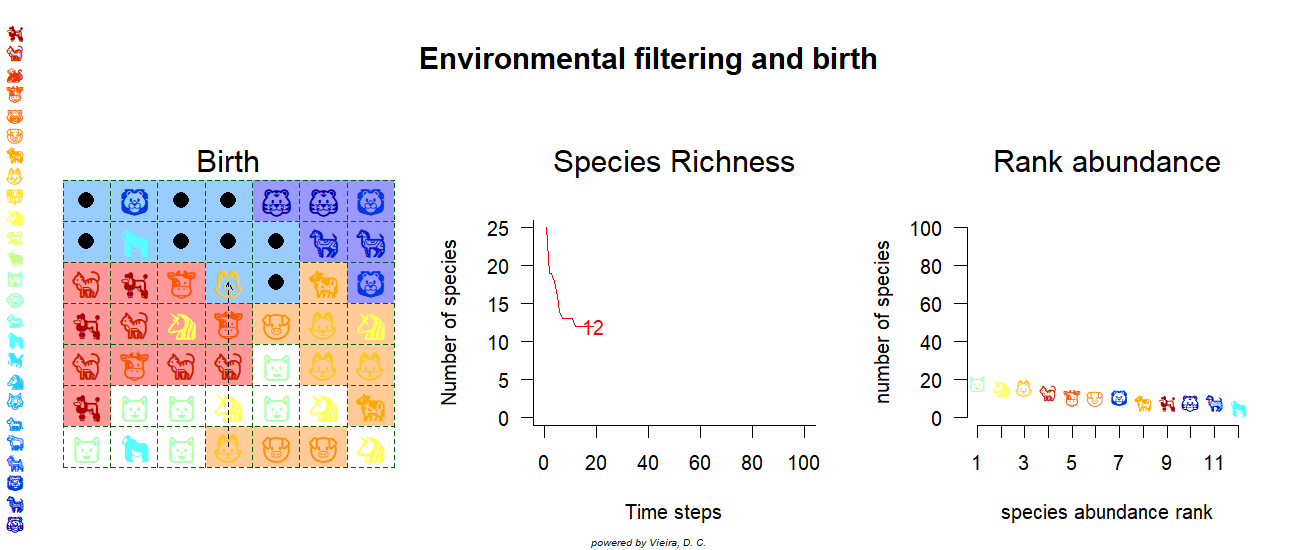 Environmental filtering and birth
Birth
Species Richness
Rank abundance
Number of species
25
20
15
10
5
0
12
0 20 40 60 80 100
Time steps
number of species
100
80
60
40
20
0
1 3 5 7 9 11
species abundance rank
powered by Vieira, D. C.